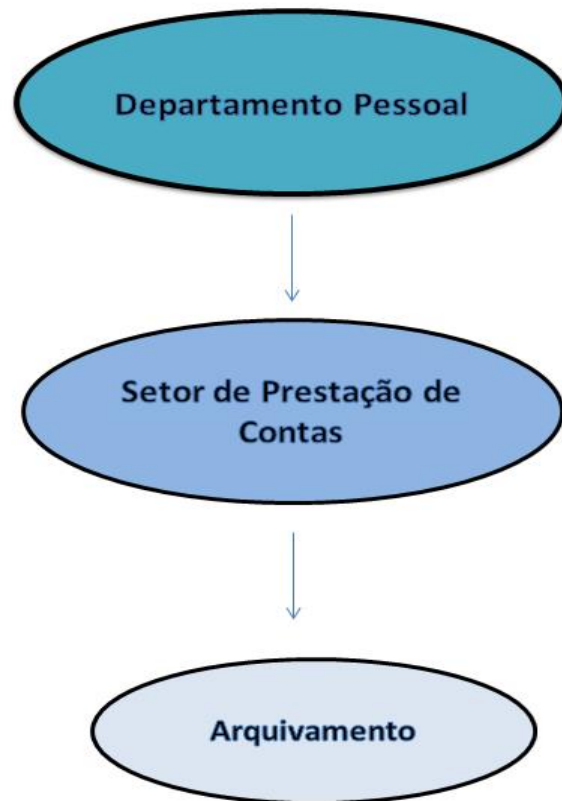 Departamento Pessoal
Setor de Prestação de
Contas
Arquivamento